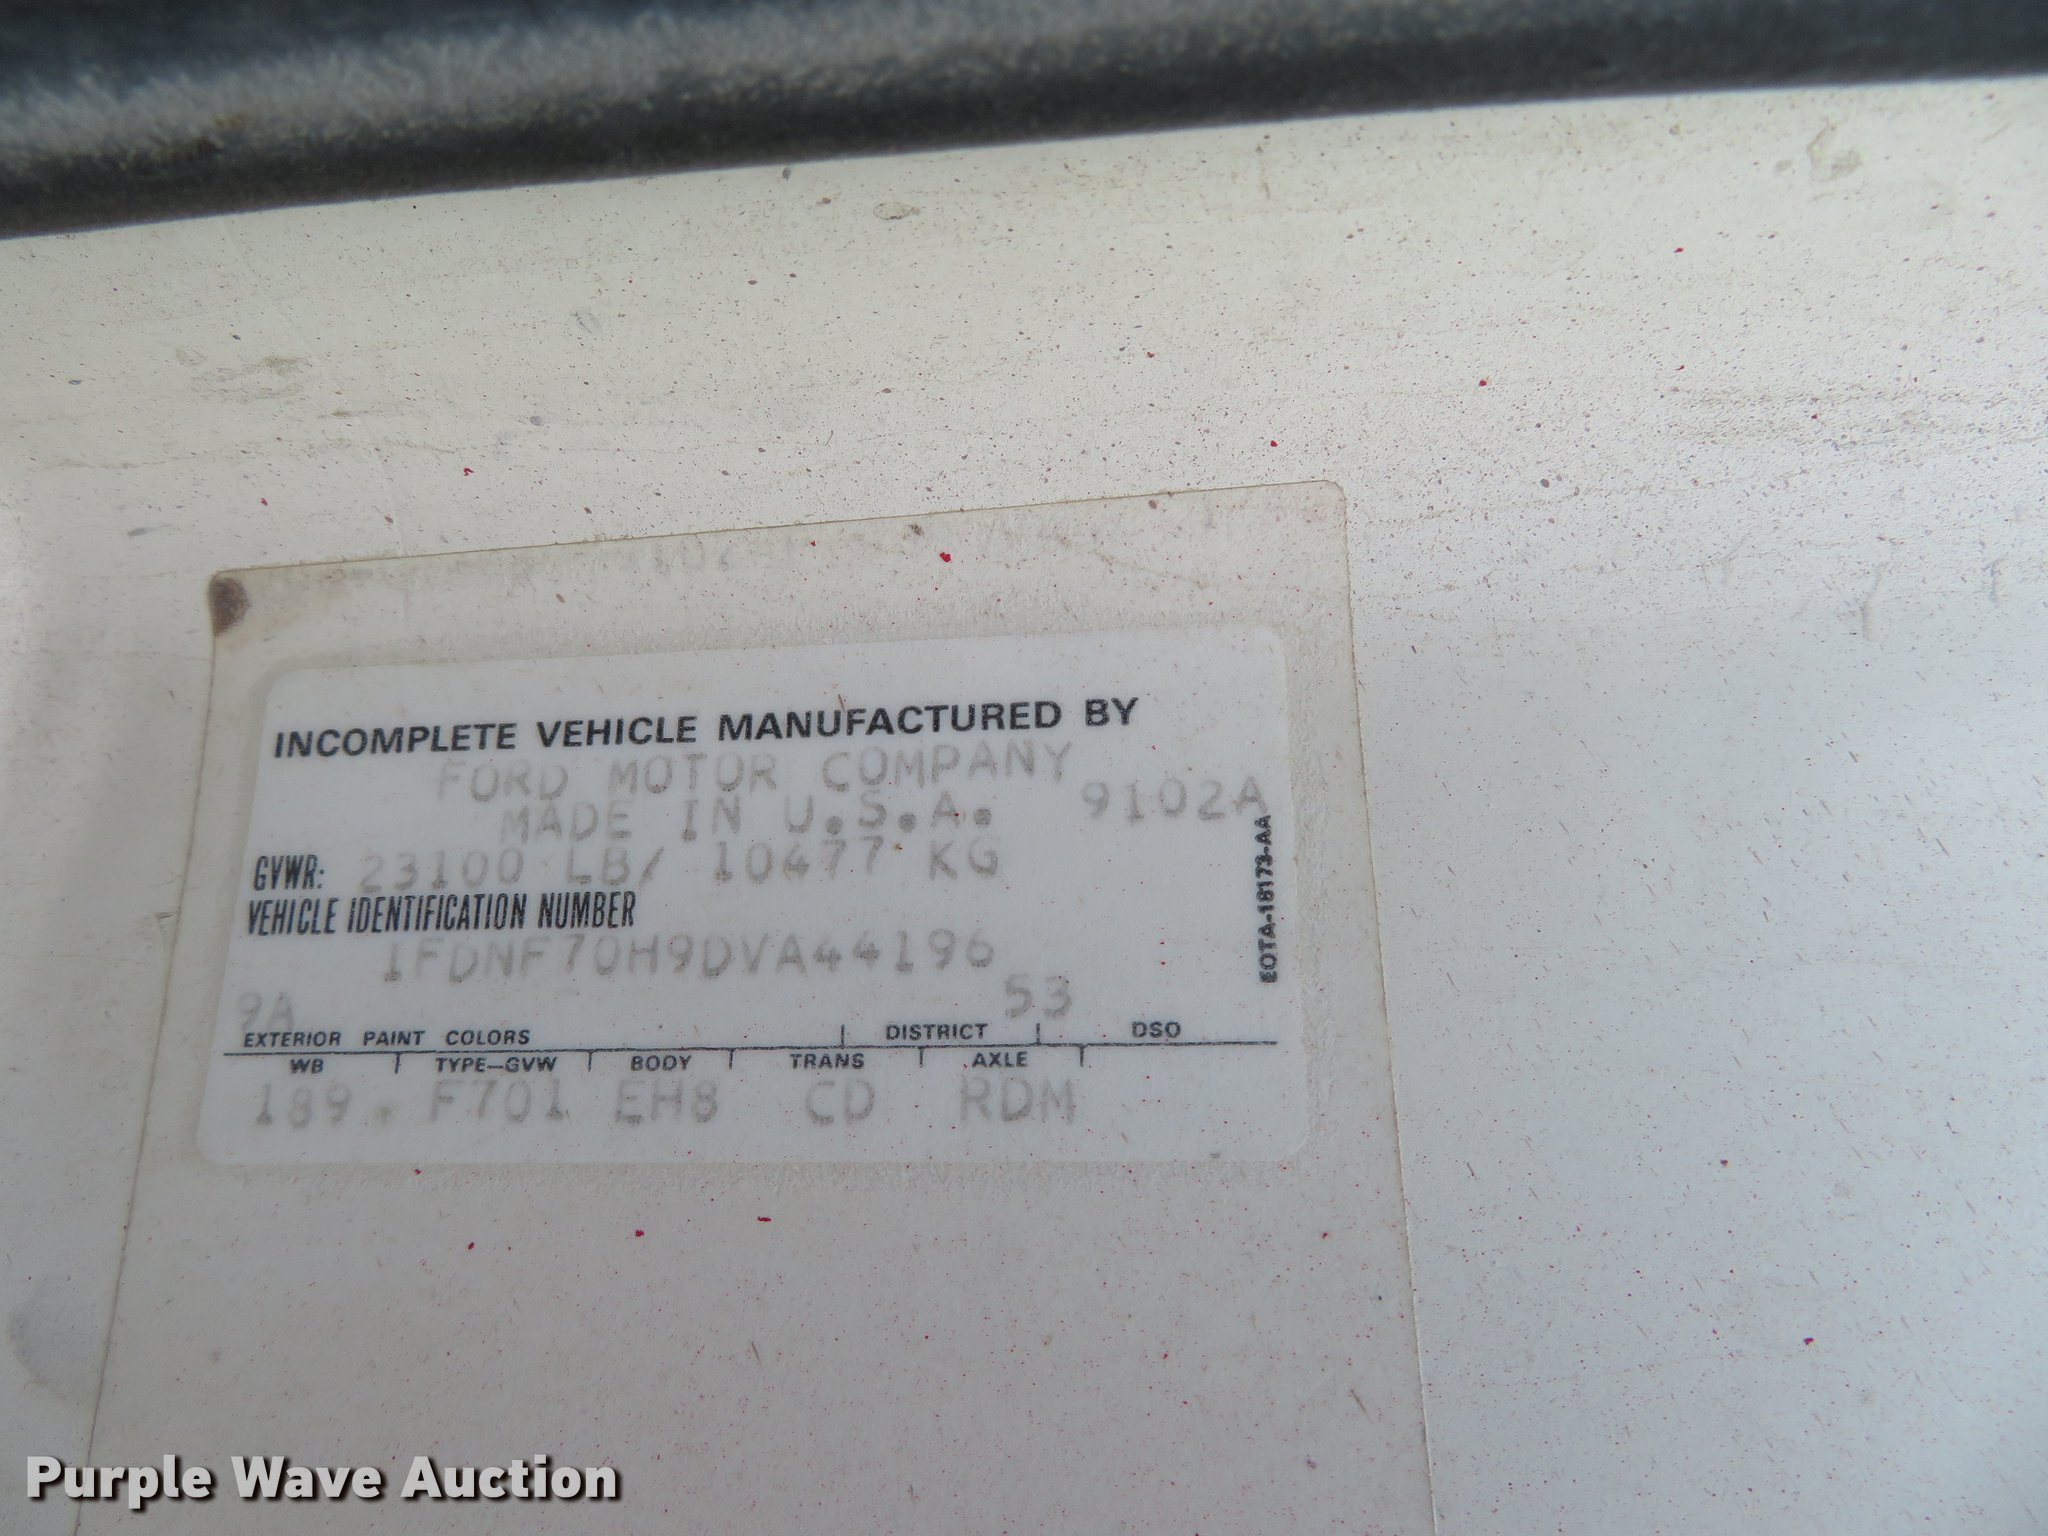 INCOMPLETE VEHICLE MANUFACTURED BY
FORD MOTOR COMPANY
MADE IN U.S.A. 9102A
GVWR: 23100 LB/ 10477 KG
VEHICLE IDENTIFICATION NUMBER
1FDNF70H9DVA44196
EOTA-18173-AA
9A 53
EXTERIOR PAINT COLORS DISTRICT DSO
WB TYPE-GVW BODY TRANS AXLE
189. F701 EH8 CD RDM
Purple Wave Auction